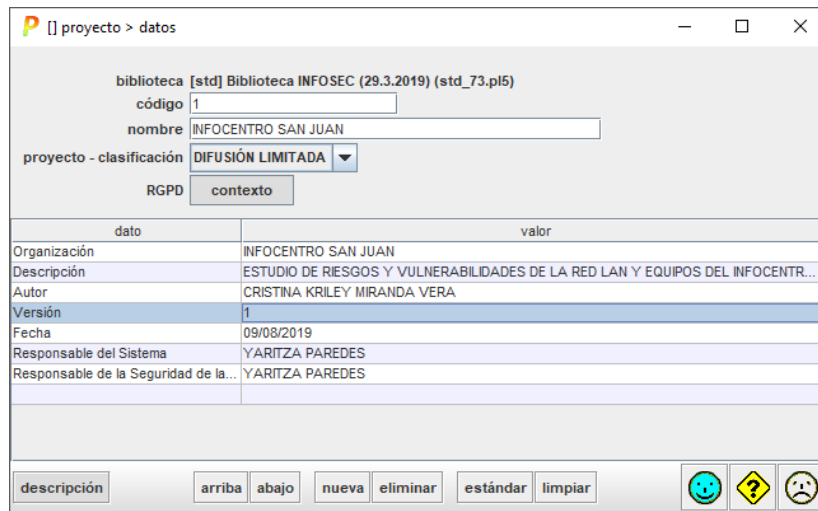 [] proyecto > datos
biblioteca [std] Biblioteca INFOSEC (29.3.2019) (std_73.pl5)
código 1
nombre INFOCENTRO SAN JUAN
proyecto - clasificación DIFUSIÓN LIMITADA
RGPD contexto
dato valor
Organización INFOCENTRO SAN JUAN
Descripción ESTUDIO DE RIESGOS Y VULNERABILIDADES DE LA RED LAN Y EQUIPOS DEL INFOCENTR...
Autor CRISTINA KRILEY MIRANDA VERA
Versión 1
Fecha 09/08/2019
Responsable del Sistema YARITZA PAREDES
Responsable de la Seguridad de la... YARITZA PAREDES
descripción arriba abajo nueva eliminar estándar limpiar ?